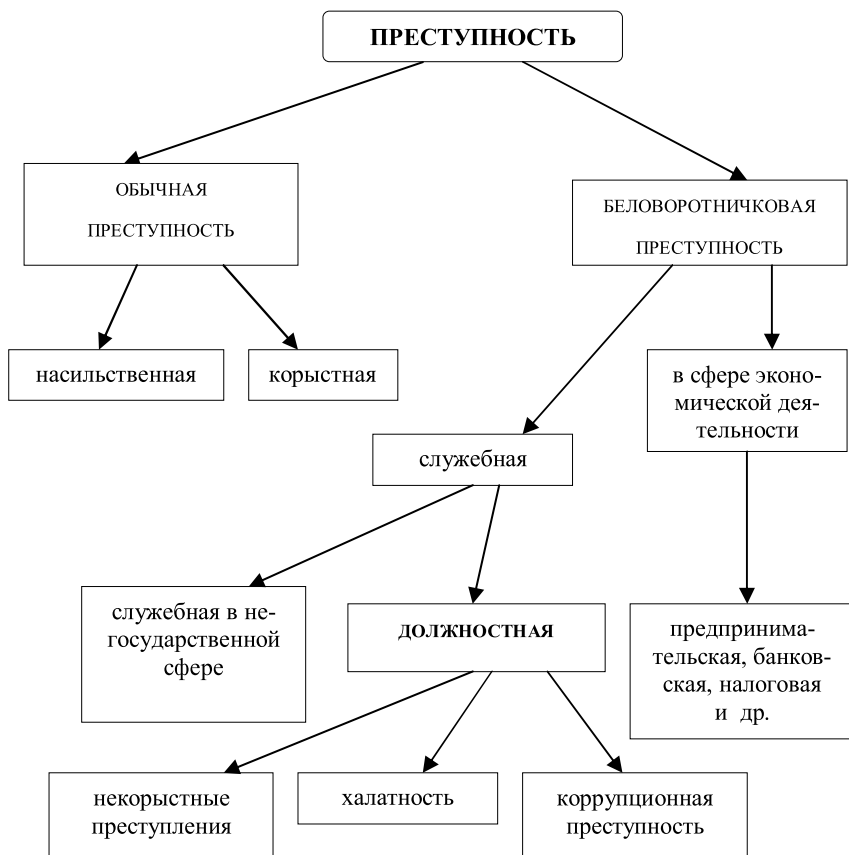 ПРЕСТУПНОСТЬ
ОБЫЧНАЯ
ПРЕСТУПНОСТЬ
БЕЛОВОРОТНИЧКОВАЯ
ПРЕСТУПНОСТЬ
насильственная
корыстная
в сфере эконо-
мической дея-
тельности
служебная
служебная в не-
государственной
сфере
ДОЛЖНОСТНАЯ
предпринима-
тельская, банков-
ская, налоговая
и др.
некорыстные
преступления
халатность
коррупционная
преступность